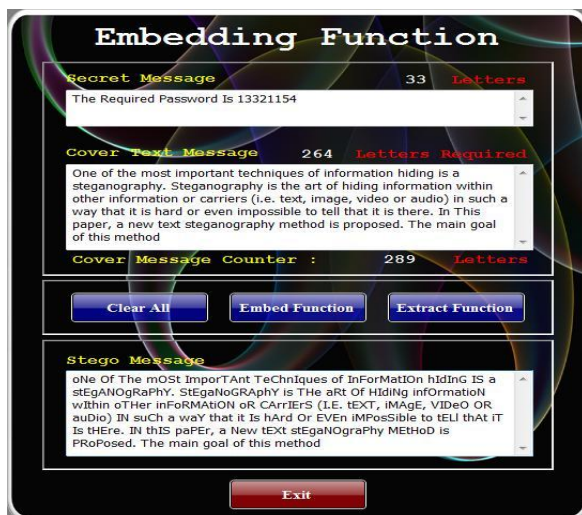 Embedding Function
Secret Message 33 Letters
The Required Password Is 13321154
Cover Text Message 264 Letters Required
One of the most important techniques of information hiding is a
steganography. Steganography is the art of hiding information within
other information or carriers (i.e. text, image, video or audio) in such a
way that it is hard or even impossible to tell that it is there. In This
paper, a new text steganography method is proposed. The main goal
of this method
Cover Message Counter : 289 Letters
Clear All Embed Function Extract Function
Stego Message
oNe Of The mOSt ImporTAnt TeChnIques of InForMatIon hIdInG IS a
stEgANOgRaPhY. StEgaNoGRAphY is THe aRt Of HIdiNg infOrmatioN
wIthin oTHer inFoRMAtiON oR CArrIErS (I.E. tEXT, iMAgE, VIDeO OR
auDio) IN suCh a waY that iT Is hArd Or EVEn iMPosSible to tELl thAt iT
Is tHEre. IN thIS paPEr, a New tEXt stEgaNOgraPhy MEtHoD is
PRoPosed. The main goal of this method
Exit